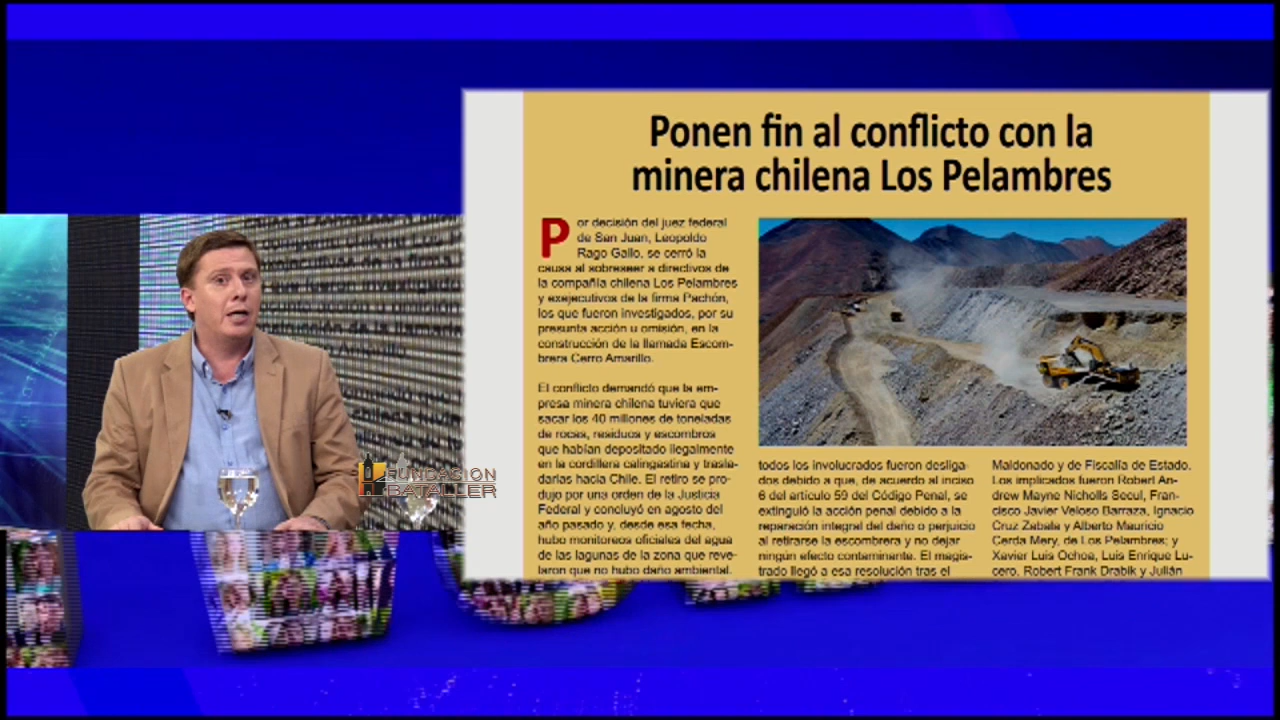 Ponen fin al conflicto con la
minera chilena Los Pelambres
Por decisión del juez federal
de San Juan, Leopoldo
Rago Gallo, se cerró la
causa al sobreseer a directivos de
la compañía chilena Los Pelambres
y exejecutivos de la firma Pachón,
los que fueron investigados, por su
presunta acción u omisión, en la
construcción de la llamada Escom-
brera Cerro Amarillo.
El conflicto demandó que la em-
presa minera chilena tuviera que
sacar los 40 millones de toneladas
de rocas, residuos y escombros
que habían depositado ilegalmente
en la cordillera calingastina y trasla-
darlas hacia Chile. El retiro se pro-
dujo por una orden de la Justicia
Federal y concluyó en agosto del
año pasado y, desde esa fecha,
hubo monitoreos oficiales del agua
de las lagunas de la zona que reve-
laron que no hubo daño ambiental.
todos los involucrados fueron desliga-
dos debido a que, de acuerdo al inciso
6 del artículo 59 del Código Penal, se
extinguió la acción penal debido a la
reparación integral del daño o perjuicio
al retirarse la escombrera y no dejar
ningún efecto contaminante. El magis-
trado llegó a esa resolución tras el
Maldonado y de Fiscalía de Estado.
Los implicados fueron Robert An-
drew Mayne Nicholls Secul, Fran-
cisco Javier Veloso Barraza, Ignacio
Cruz Zabala y Alberto Mauricio
Cerda Mery, de Los Pelambres; y
Xavier Luis Ochoa, Luis Enrique Lu-
cero, Robert Frank Drabik y Julián
FUNDACION
BATALLER